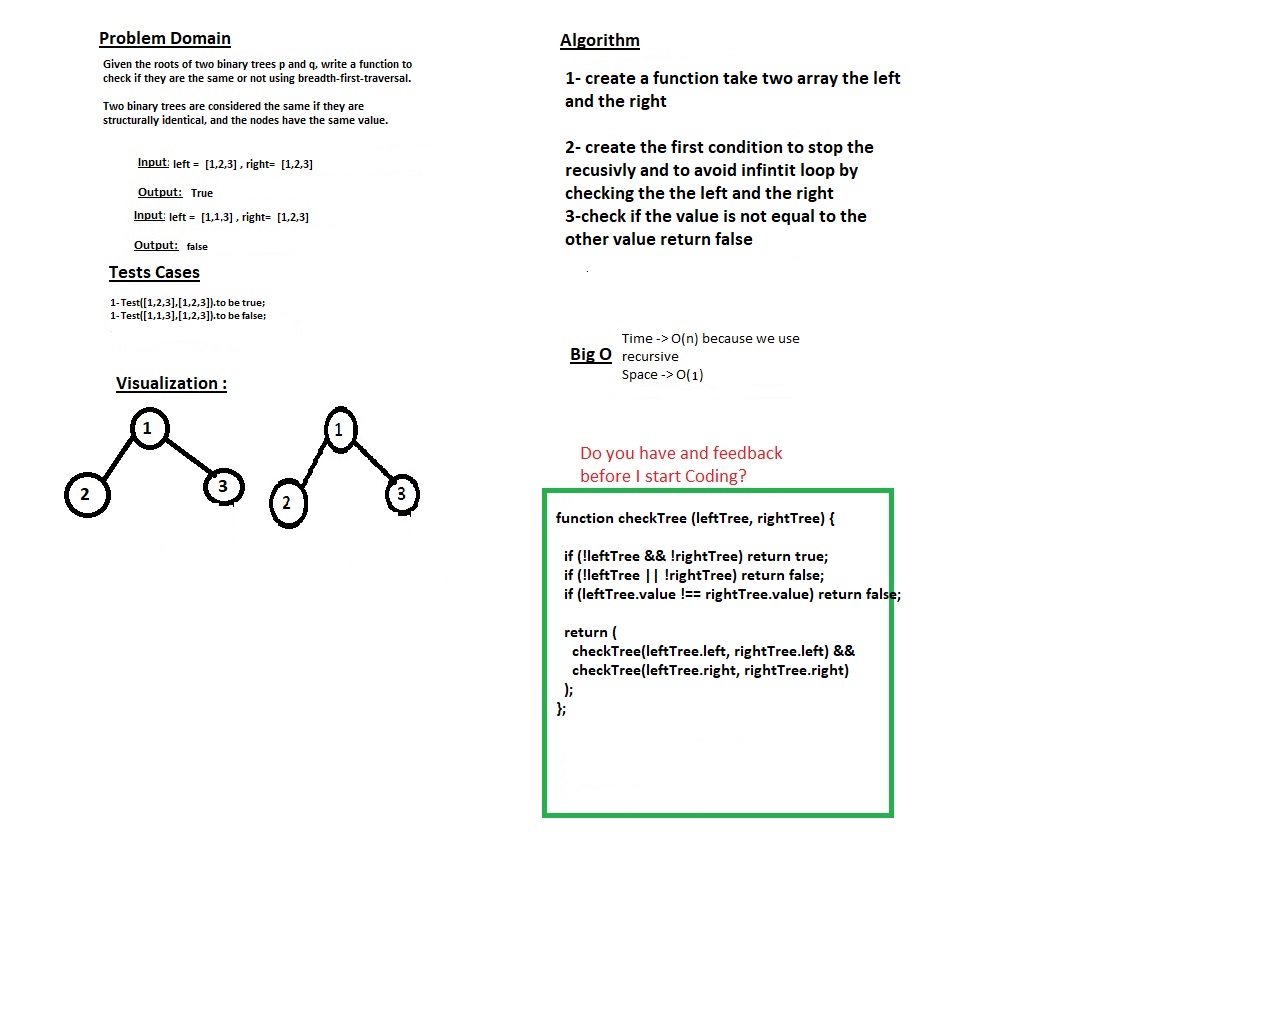 Problem Domain
Given the roots of two binary trees p and q, write a function to
check if they are the same or not using breadth-first-traversal.
Two binary trees are considered the same if they are
structurally identical, and the nodes have the same value.
Input: left = [1,2,3] , right= [1,2,3]
Output: True
Input: left = [1,1,3] , right= [1,2,3]
Output: false
Tests Cases
1-Test([1,2,3],[1,2,3]).to be true;
1-Test([1,1,3],[1,2,3]).to be false;
Visualization :
1
2
3
1
2
3
Algorithm
1- create a function take two array the left
and the right
2- create the first condition to stop the
recusivly and to avoid infintit loop by
checking the the left and the right
3-check if the value is not equal to the
other value return false
.
Big O
Time -> O(n) because we use
recursive
Space -> O(1)
Do you have and feedback
before I start Coding?
function checkTree (leftTree, rightTree) {
if (!leftTree && !rightTree) return true;
if (!leftTree || !rightTree) return false;
if (leftTree.value !== rightTree.value) return false;
return (
checkTree(leftTree.left, rightTree.left) &&
checkTree(leftTree.right, rightTree.right)
);
};